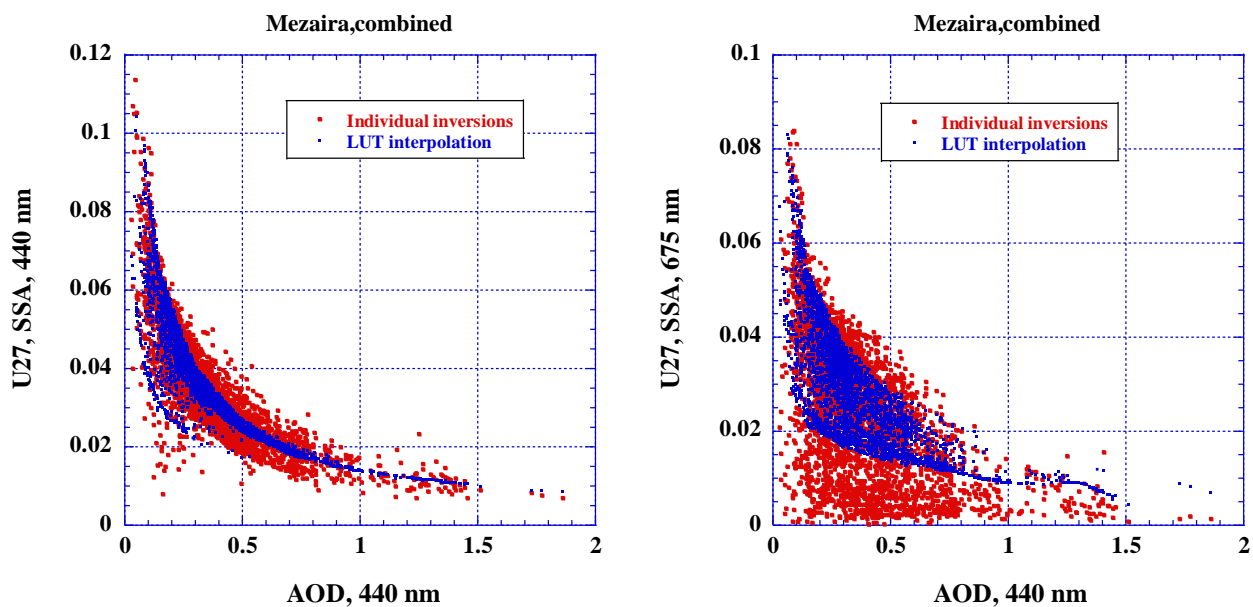 Mezaira,combined
0.12
0.1
0.08
0.06
0.04
0.02
0
0 0.5 1 1.5 2
U27, SSA, 440 nm
AOD, 440 nm
Individual inversions
LUT interpolation
Mezaira,combined
0.1
0.08
0.06
0.04
0.02
0
0 0.5 1 1.5 2
U27, SSA, 675 nm
AOD, 440 nm
Individual inversions
LUT interpolation